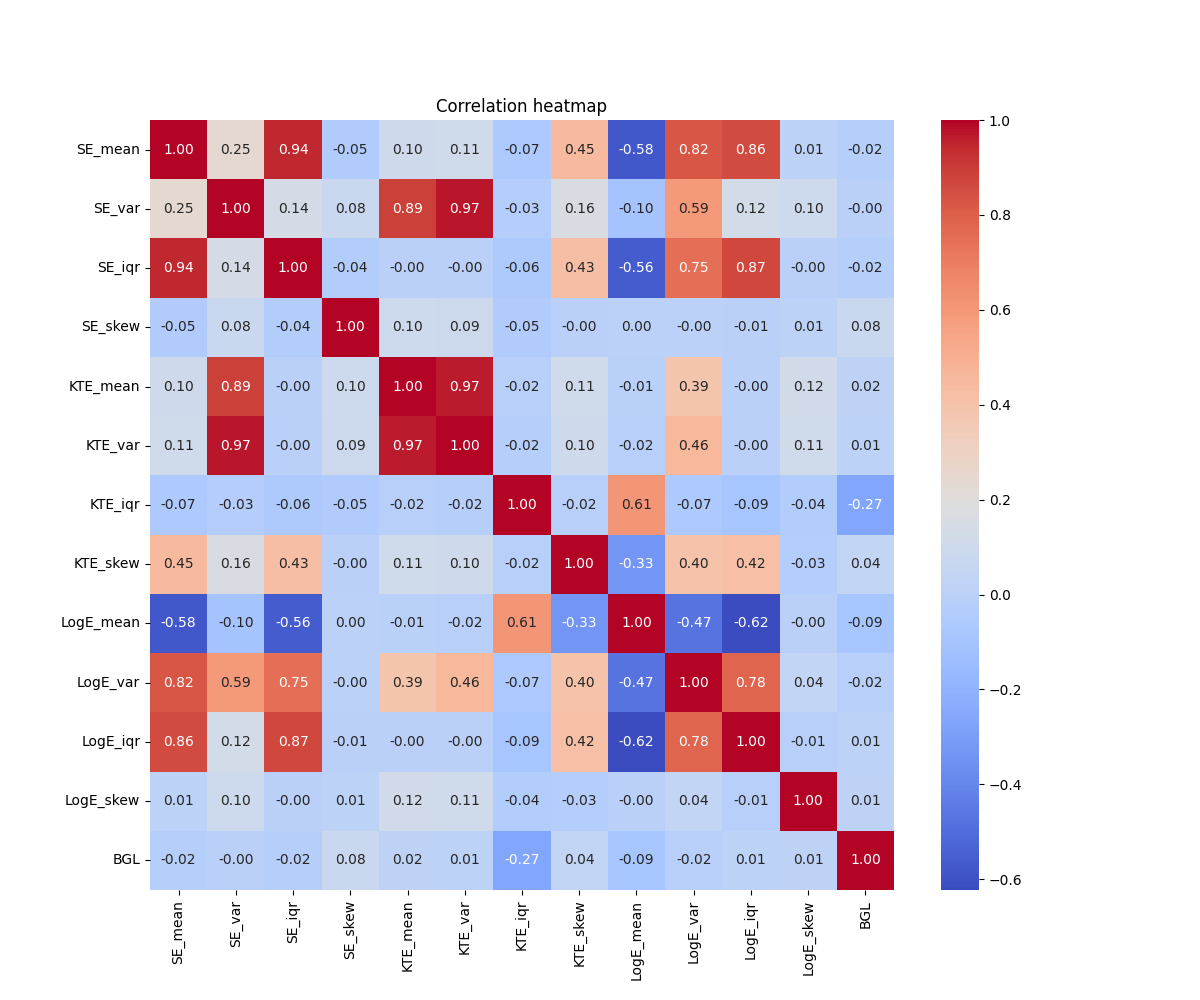 Correlation heatmap
SE_mean 1.00 0.25 0.94 -0.05 0.10 0.11 -0.07 0.45 -0.58 0.82 0.86 0.01 -0.02
SE_var 0.25 1.00 0.14 0.08 0.89 0.97 -0.03 0.16 -0.10 0.59 0.12 0.10 -0.00
SE_iqr 0.94 0.14 1.00 -0.04 -0.00 -0.00 -0.06 0.43 -0.56 0.75 0.87 -0.00 -0.02
SE_skew -0.05 0.08 -0.04 1.00 0.10 0.09 -0.05 -0.00 0.00 -0.00 -0.01 0.01 0.08
KTE_mean 0.10 0.89 -0.00 0.10 1.00 0.97 -0.02 0.11 -0.01 0.39 -0.00 0.12 0.02
KTE_var 0.11 0.97 -0.00 0.09 0.97 1.00 -0.02 0.10 -0.02 0.46 -0.00 0.11 0.01
KTE_iqr -0.07 -0.03 -0.06 -0.05 -0.02 -0.02 1.00 -0.02 0.61 -0.07 -0.09 -0.04 -0.27
KTE_skew 0.45 0.16 0.43 -0.00 0.11 0.10 -0.02 1.00 -0.33 0.40 0.42 -0.03 0.04
LogE_mean -0.58 -0.10 -0.56 0.00 -0.01 -0.02 0.61 -0.33 1.00 -0.47 -0.62 -0.00 -0.09
LogE_var 0.82 0.59 0.75 -0.00 0.39 0.46 -0.07 0.40 -0.47 1.00 0.78 0.04 -0.02
LogE_iqr 0.86 0.12 0.87 -0.01 -0.00 -0.00 -0.09 0.42 -0.62 0.78 1.00 -0.01 0.01
LogE_skew 0.01 0.10 -0.00 0.01 0.12 0.11 -0.04 -0.03 -0.00 0.04 -0.01 1.00 0.01
BGL -0.02 -0.00 -0.02 0.08 0.02 0.01 -0.27 0.04 -0.09 -0.02 0.01 0.01 1.00
SE_mean SE_var SE_iqr SE_skew KTE_mean KTE_var KTE_iqr KTE_skew LogE_mean LogE_var LogE_iqr LogE_skew BGL
1.0
0.8
0.6
0.4
0.2
0.0
−0.2
−0.4
−0.6